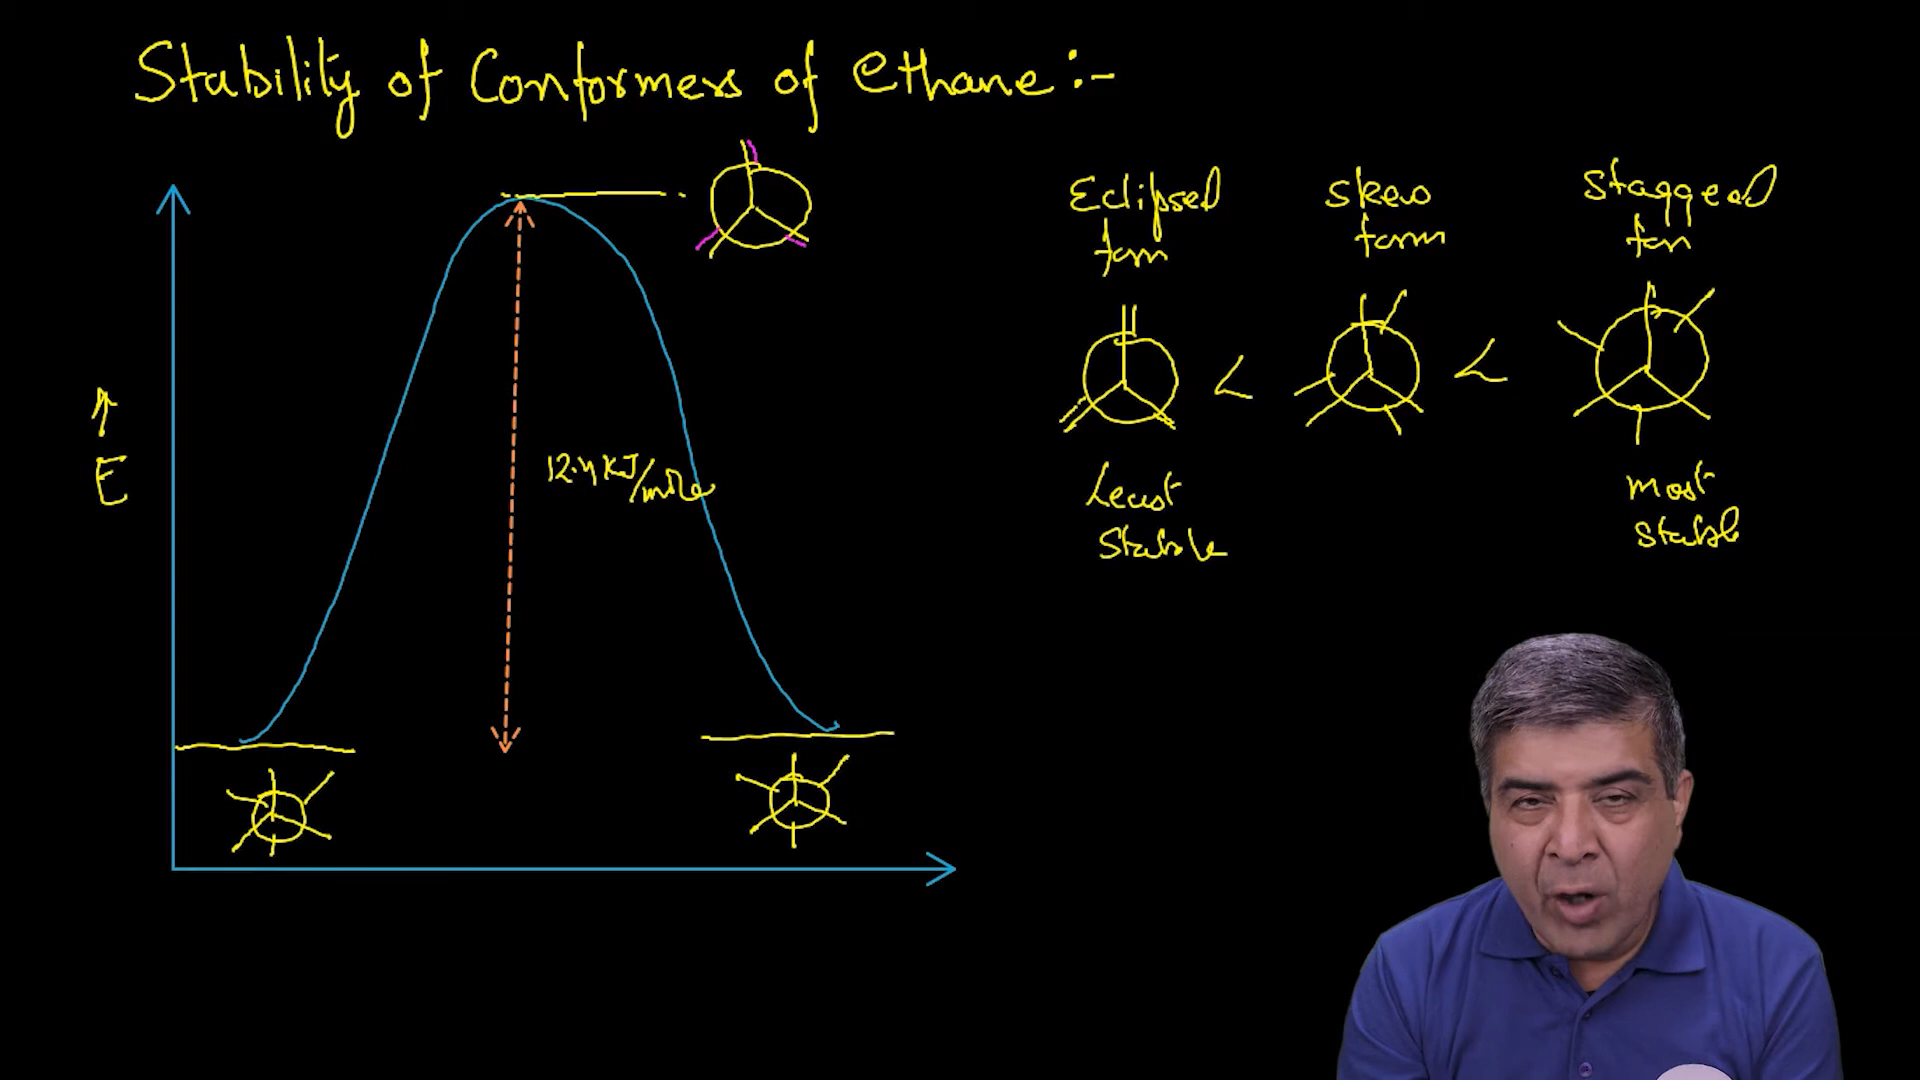 Stability of Conformers of ethane :-
Eclipsed
form
skew
form
staggered
form
↑
E
12.4 KJ/mole
<
<
Least
Stable
most
stable